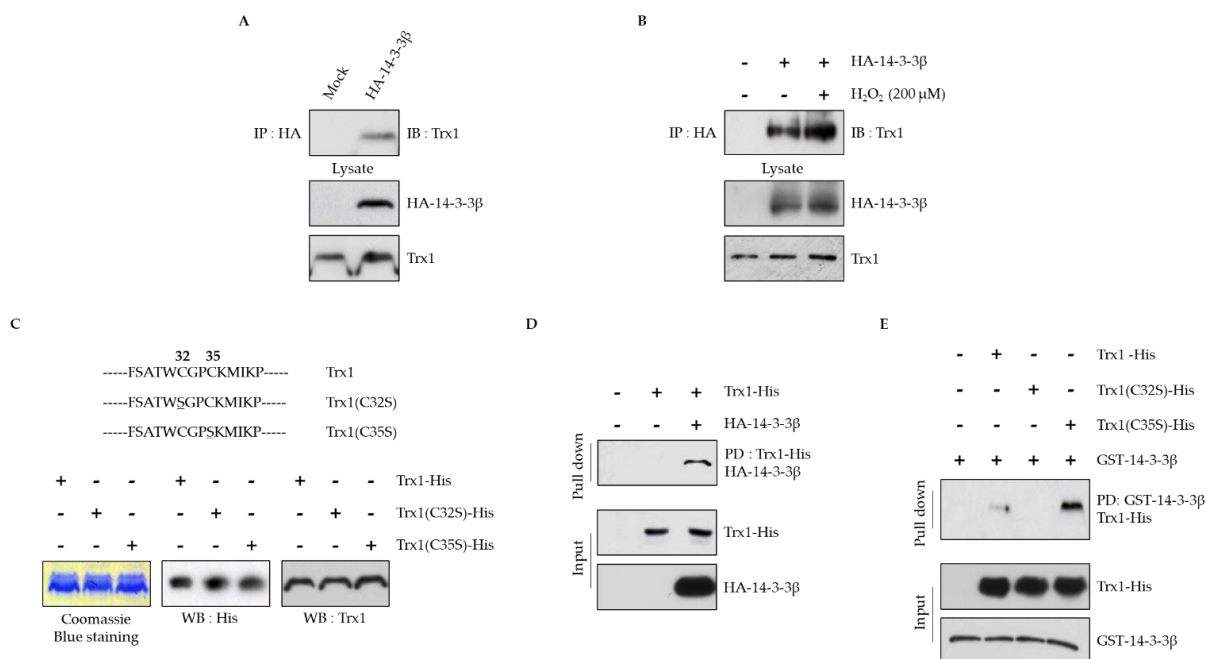 A
Mock
HA-14-3-3β
IP : HA
IB : Trx1
Lysate
HA-14-3-3β
Trx1
B
- + + HA-14-3-3β
- - + H₂O₂ (200 µM)
IP : HA
IB : Trx1
Lysate
HA-14-3-3β
Trx1
C
32 35
-----FSATWCGPCKMIKP----- Trx1
-----FSATWSGPCKMIKP----- Trx1(C32S)
-----FSATWCGPSKMIKP----- Trx1(C35S)
+ - - + - - + - - Trx1-His
- + - - + - - + - Trx1(C32S)-His
- - + - - + - - + Trx1(C35S)-His
Coomassie
Blue staining
WB : His
WB : Trx1
D
- + + Trx1-His
- - + HA-14-3-3β
Pull down
PD : Trx1-His
HA-14-3-3β
Input
Trx1-His
HA-14-3-3β
E
- + - - Trx1 -His
- - + - Trx1(C32S)-His
- - - + Trx1(C35S)-His
+ + + + GST-14-3-3β
Pull down
PD: GST-14-3-3β
Trx1-His
Input
Trx1-His
GST-14-3-3β